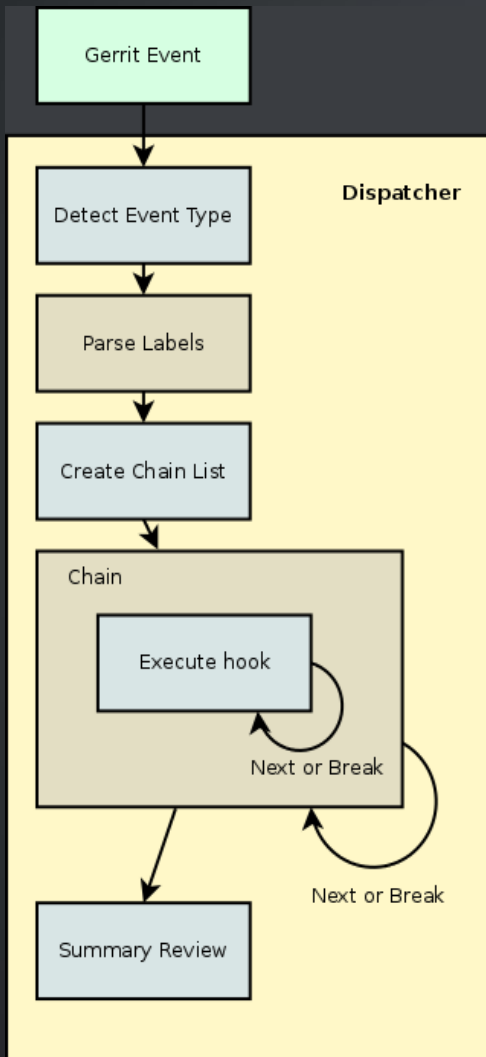 Gerrit Event
Dispatcher
Detect Event Type
Parse Labels
Create Chain List
Chain
Execute hook
Next or Break
Next or Break
Summary Review